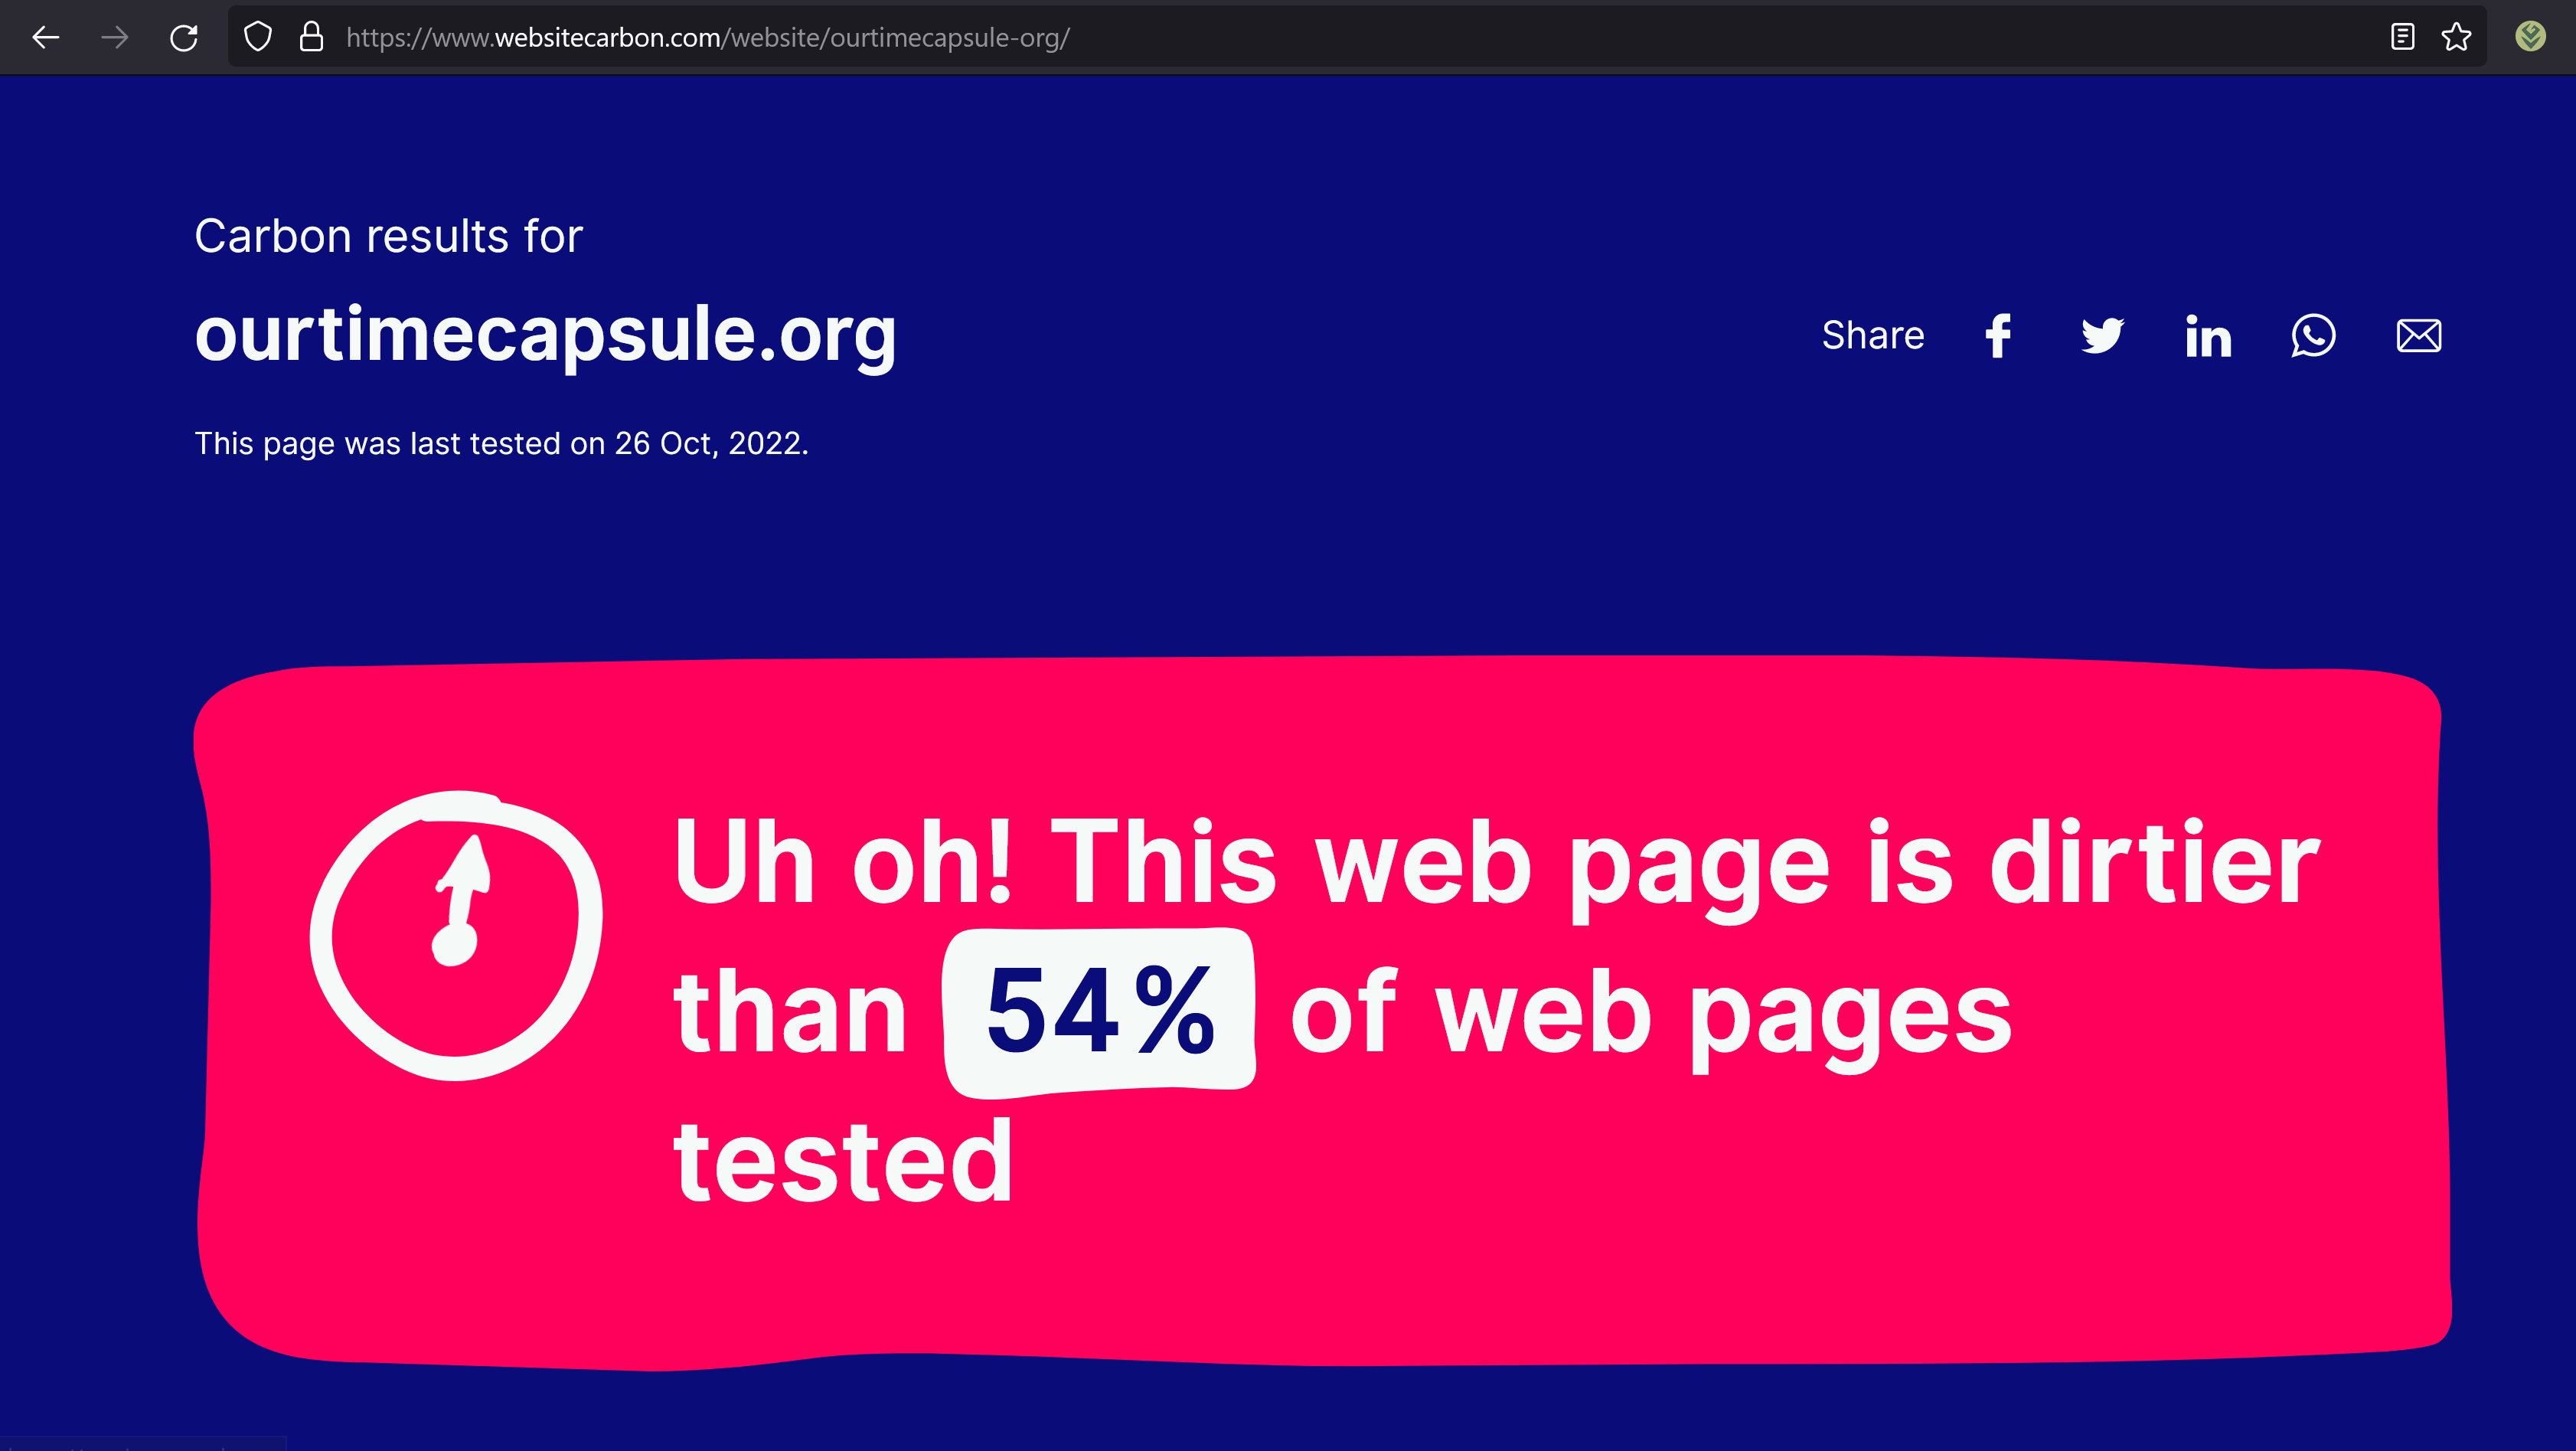 https://www.websitecarbon.com/website/ourtimecapsule-org/
Carbon results for
ourtimecapsule.org
Share
This page was last tested on 26 Oct, 2022.
Uh oh! This web page is dirtier
than 54% of web pages
tested